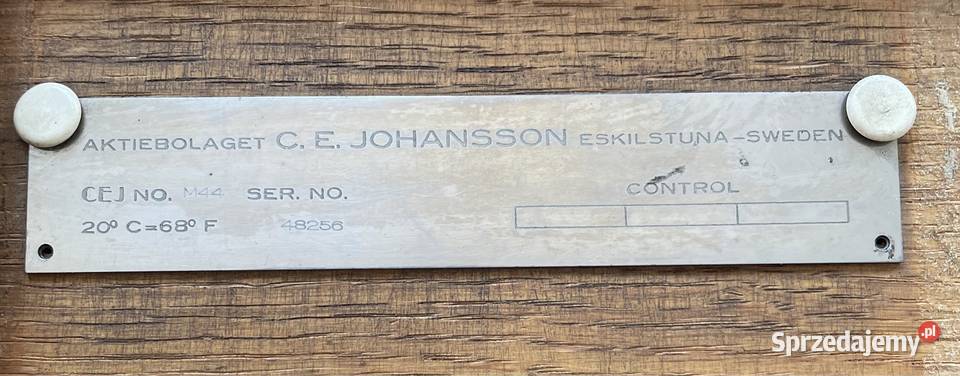 AKTIEBOLAGET C. E. JOHANSSON ESKILSTUNA-SWEDEN
CEJ NO. M44 SER. NO.
CONTROL
20° C=68° F 48256
Sprzedajemy.pl